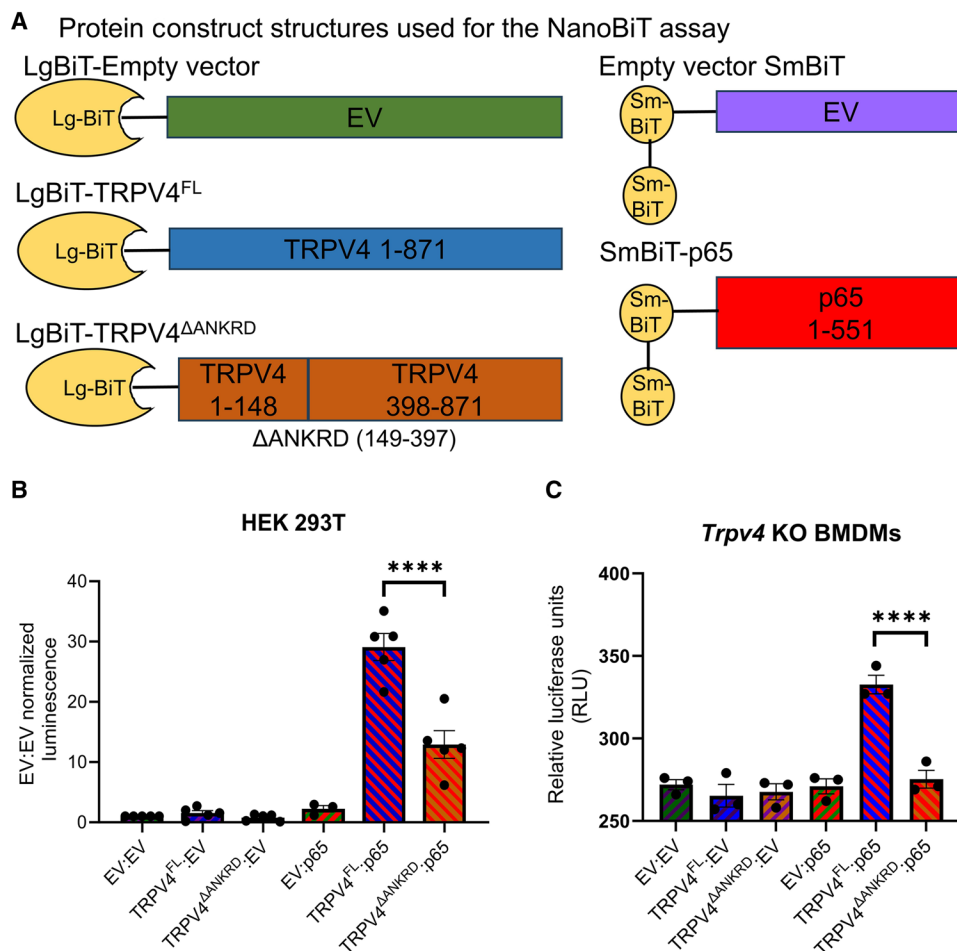 A Protein construct structures used for the NanoBiT assay
LgBiT-Empty vector
Lg-BiT
EV
LgBiT-TRPV4FL
Lg-BiT
TRPV4 1-871
LgBiT-TRPV4ΔANKRD
Lg-BiT
TRPV4
1-148
TRPV4
398-871
ΔANKRD (149-397)
Empty vector SmBiT
Sm-
BiT
EV
Sm-
BiT
SmBiT-p65
Sm-
BiT
p65
1-551
Sm-
BiT
B
HEK 293T
EV:EV normalized
luminescence
40
30
20
10
0
****
EV:EV
TRPV4FL:EV
TRPV4ΔANKRD:EV
EV:p65
TRPV4FL:p65
TRPV4ΔANKRD:p65
C
Trpv4 KO BMDMs
Relative luciferase units
(RLU)
400
350
300
250
****
EV:EV
TRPV4FL:EV
TRPV4ΔANKRD:EV
EV:p65
TRPV4FL:p65
TRPV4ΔANKRD:p65